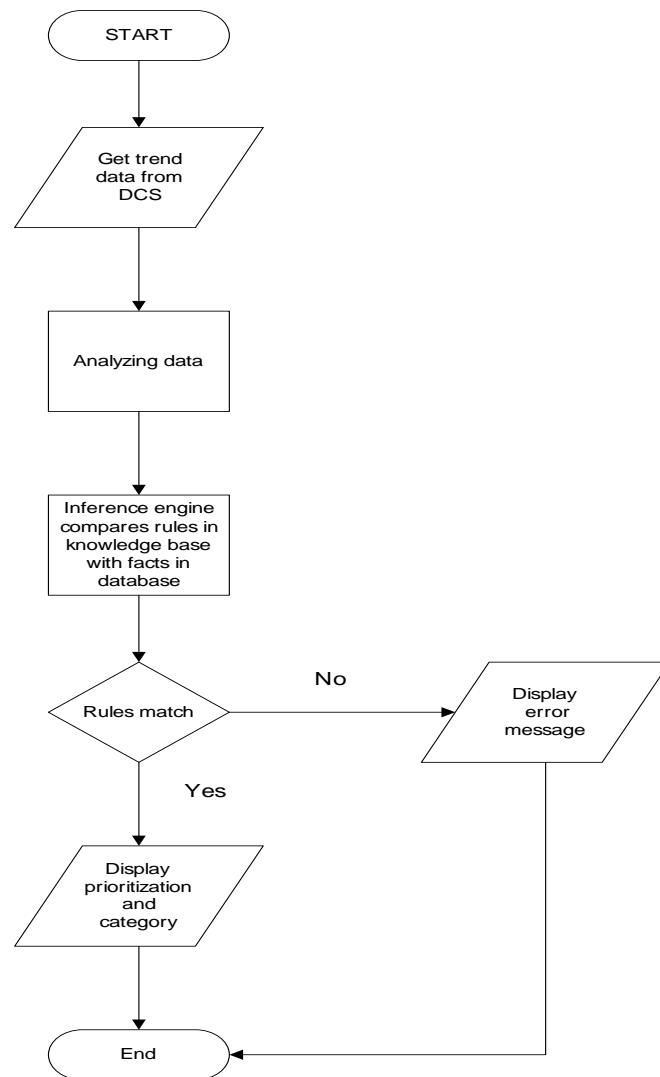 START
Get trend
data from
DCS
Analyzing data
Inference engine
compares rules in
knowledge base
with facts in
database
Rules match
No
Display
error
message
Yes
Display
prioritization
and
category
End